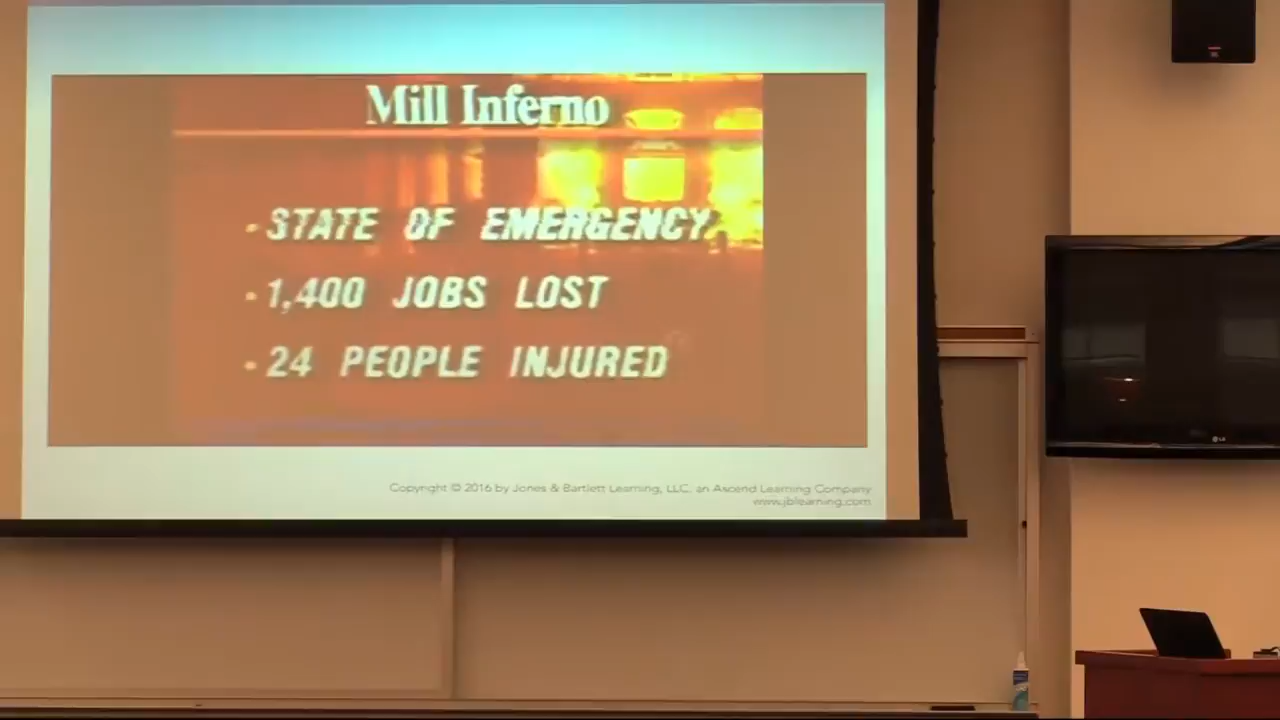 Mill Inferno
- STATE OF EMERGENCY
- 1,400 JOBS LOST
- 24 PEOPLE INJURED
Copyright © 2016 by Jones & Bartlett Learning, LLC, an Ascend Learning Company
www.jblearning.com
LG